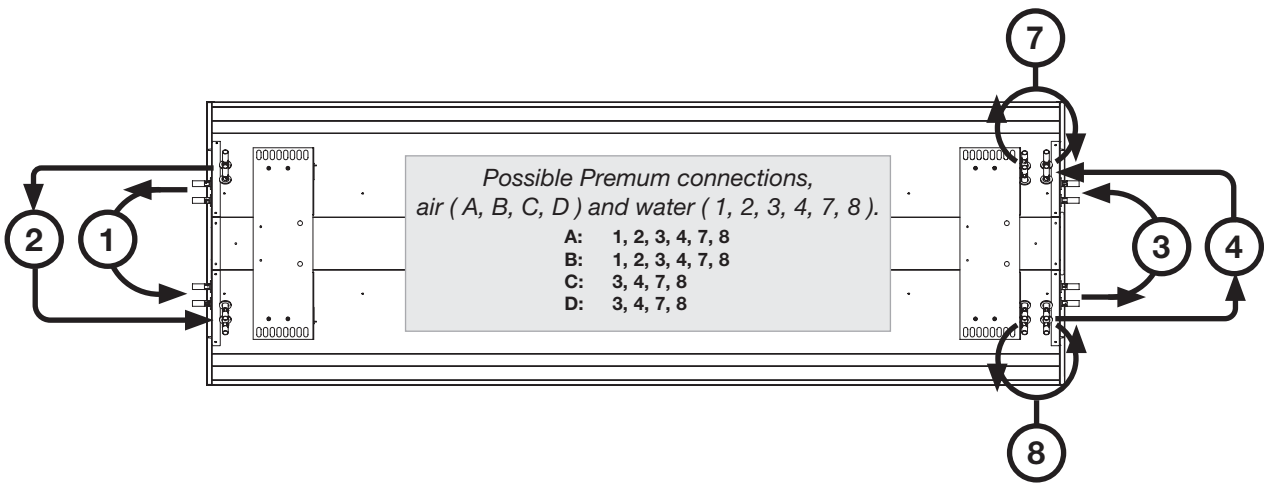 7
Possible Premum connections,
air ( A, B, C, D ) and water ( 1, 2, 3, 4, 7, 8 ).
A: 1, 2, 3, 4, 7, 8
B: 1, 2, 3, 4, 7, 8
C: 3, 4, 7, 8
D: 3, 4, 7, 8
2
1
3
4
8